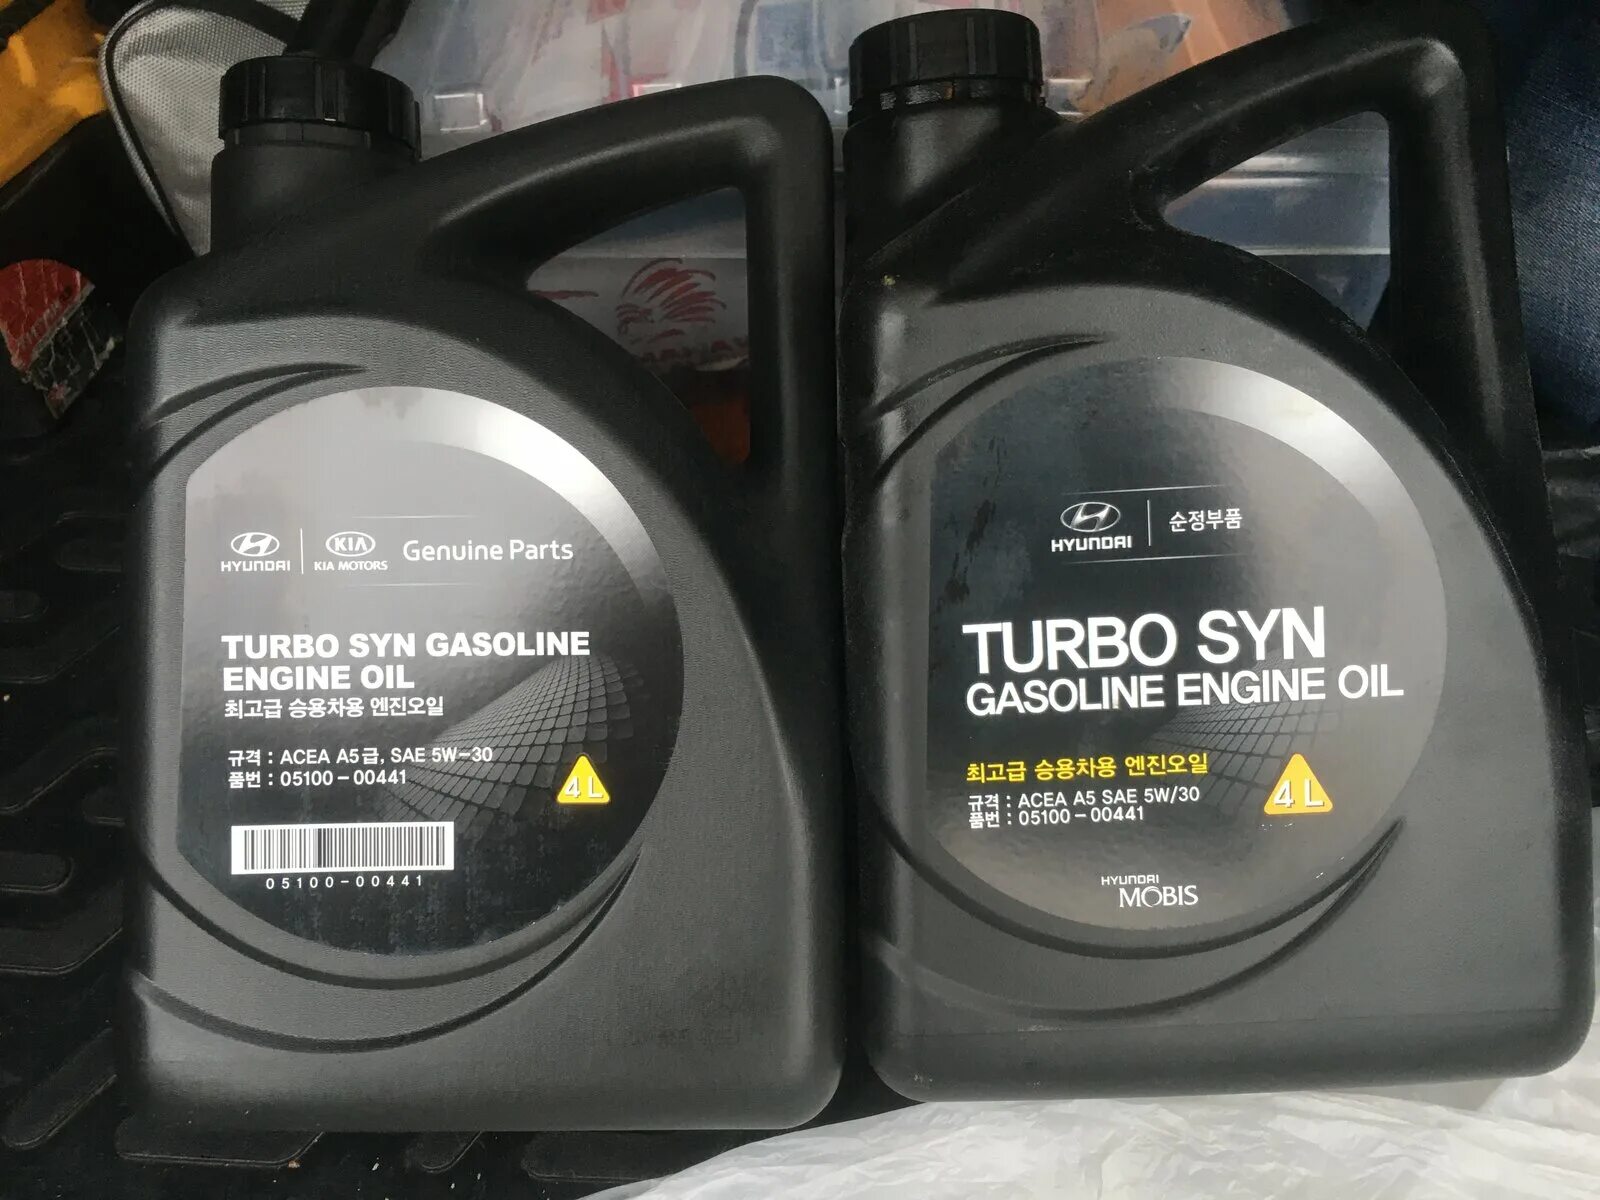 HYUNDAI KIA KIA MOTORS Genuine Parts
TURBO SYN GASOLINE
ENGINE OIL
최고급 승용차용 엔진오일
규격 : ACEA A5급, SAE 5W-30
품번 : 05100-00441
4 L
05100-00441
HYUNDAI 순정부품
TURBO SYN
GASOLINE ENGINE OIL
최고급 승용차용 엔진오일
규격 : ACEA A5 SAE 5W/30
품번 : 05100-00441
4 L
HYUNDAI
MOBIS